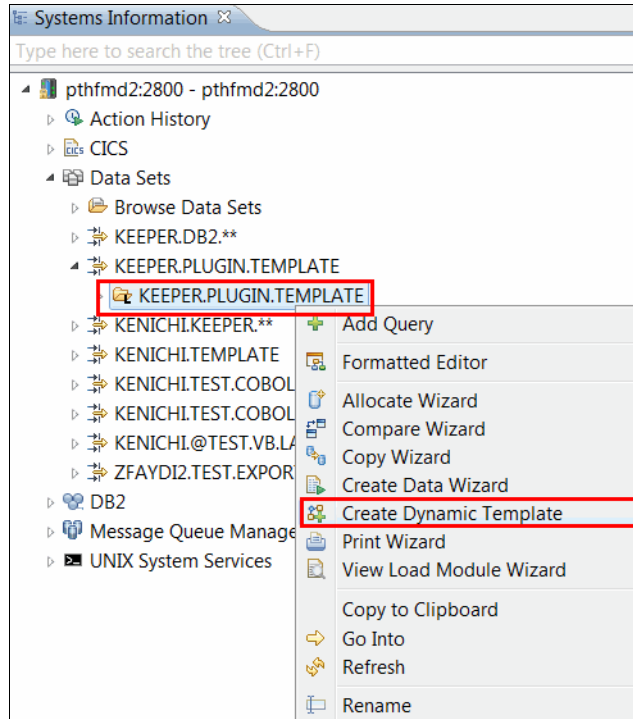 Systems Information
Type here to search the tree (Ctrl+F)
pthfmd2:2800 - pthfmd2:2800
Action History
CICS
Data Sets
Browse Data Sets
KEEPER.DB2.**
KEEPER.PLUGIN.TEMPLATE
KEEPER.PLUGIN.TEMPLATE
KENICHI.KEEPER.**
KENICHI.TEMPLATE
KENICHI.TEST.COBOL
KENICHI.TEST.COBOL
KENICHI.@TEST.VB.LA
ZFAYDI2.TEST.EXPOR
DB2
Message Queue Manage
UNIX System Services
Add Query
Formatted Editor
Allocate Wizard
Compare Wizard
Copy Wizard
Create Data Wizard
Create Dynamic Template
Print Wizard
View Load Module Wizard
Copy to Clipboard
Go Into
Refresh
Rename